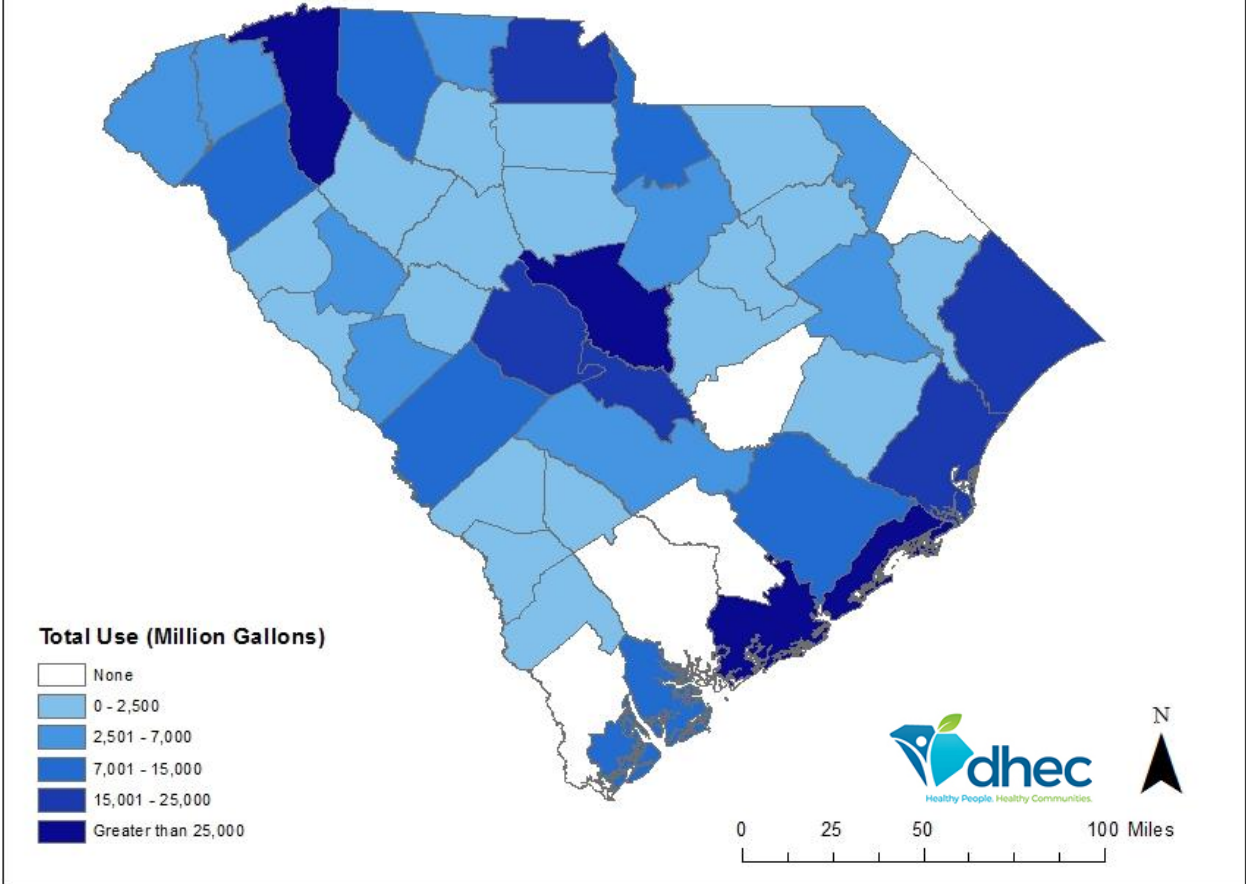 Total Use (Million Gallons)
None
0 - 2,500
2,501 - 7,000
7,001 - 15,000
15,001 - 25,000
Greater than 25,000
dhec
Healthy People. Healthy Communities.
N
0 25 50 100 Miles